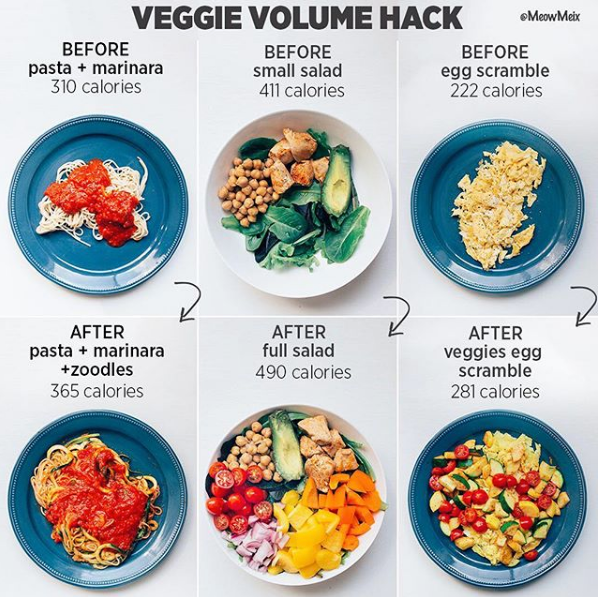 VEGGIE VOLUME HACK
@MeowMeix
BEFORE
pasta + marinara
310 calories
BEFORE
small salad
411 calories
BEFORE
egg scramble
222 calories
AFTER
pasta + marinara
+zoodles
365 calories
AFTER
full salad
490 calories
AFTER
veggies egg
scramble
281 calories